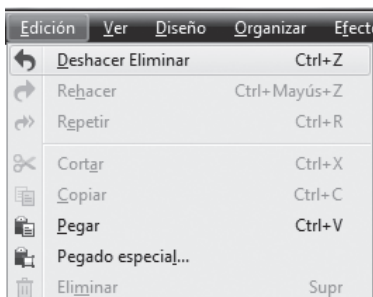 Edición Ver Diseño Organizar Efect
Deshacer Eliminar Ctrl+Z
Rehacer Ctrl+Mayús+Z
Repetir Ctrl+R
Cortar Ctrl+X
Copiar Ctrl+C
Pegar Ctrl+V
Pegado especial...
Eliminar Supr